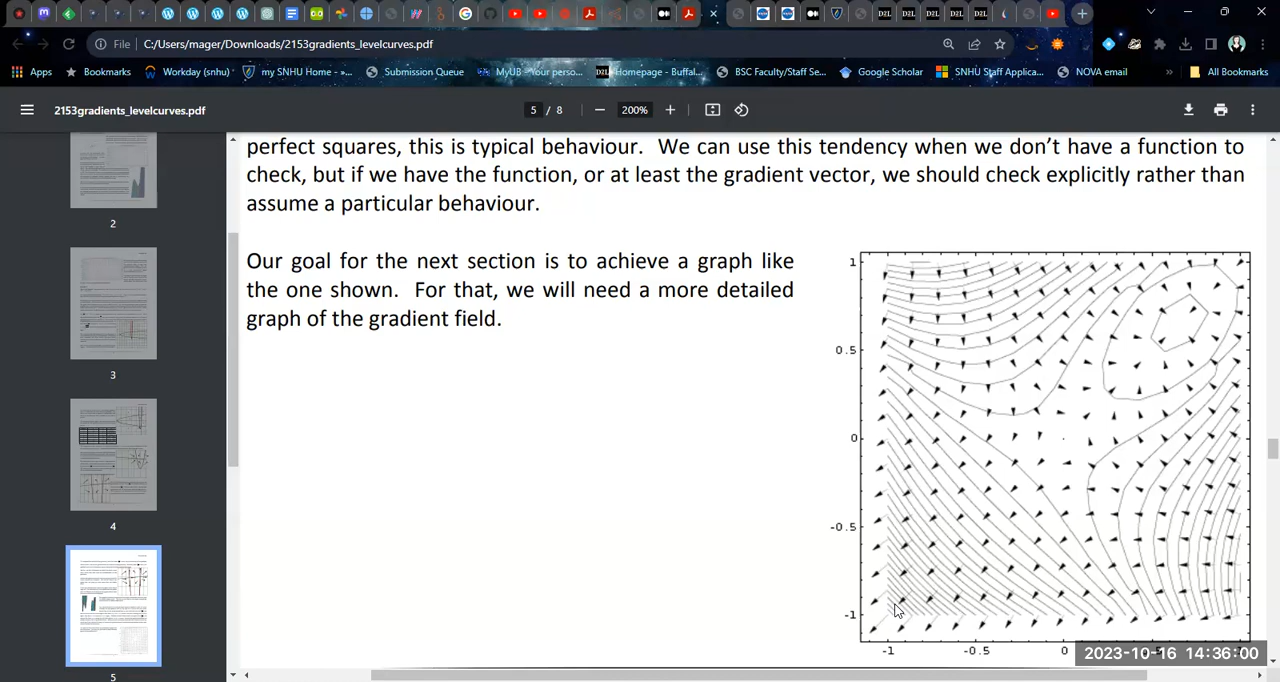 File C:/Users/mager/Downloads/2153gradients_levelcurves.pdf
Apps Bookmarks Workday (snhu) my SNHU Home - »... Submission Queue MyUB - Your perso... D2L Homepage - Buffal... BSC Faculty/Staff Se... Google Scholar SNHU Staff Applica... NOVA email » All Bookmarks
2153gradients_levelcurves.pdf 5 / 8 200%
perfect squares, this is typical behaviour. We can use this tendency when we don't have a function to
check, but if we have the function, or at least the gradient vector, we should check explicitly rather than
assume a particular behaviour.
2
Our goal for the next section is to achieve a graph like
the one shown. For that, we will need a more detailed
graph of the gradient field.
3
4
5
1
0.5
0
-0.5
-1
-1 -0.5 0
2023-10-16 14:36:00